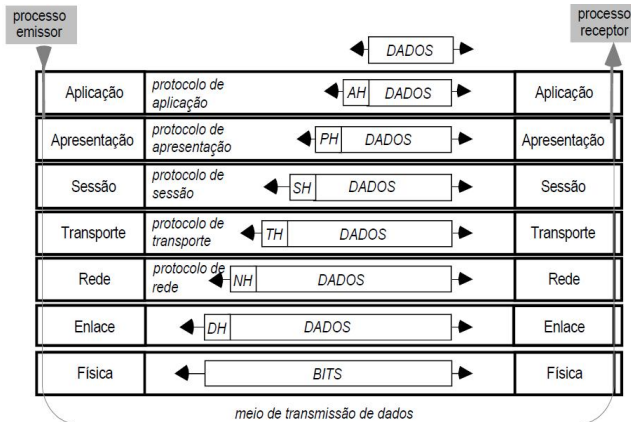 processo
emissor
processo
receptor
DADOS
Aplicação
protocolo de
aplicação
AH
DADOS
Aplicação
Apresentação
protocolo de
apresentação
PH
DADOS
Apresentação
Sessão
protocolo de
sessão
SH
DADOS
Sessão
Transporte
protocolo de
transporte
TH
DADOS
Transporte
Rede
protocolo de
rede
NH
DADOS
Rede
Enlace
DH
DADOS
Enlace
Física
BITS
Física
meio de transmissão de dados